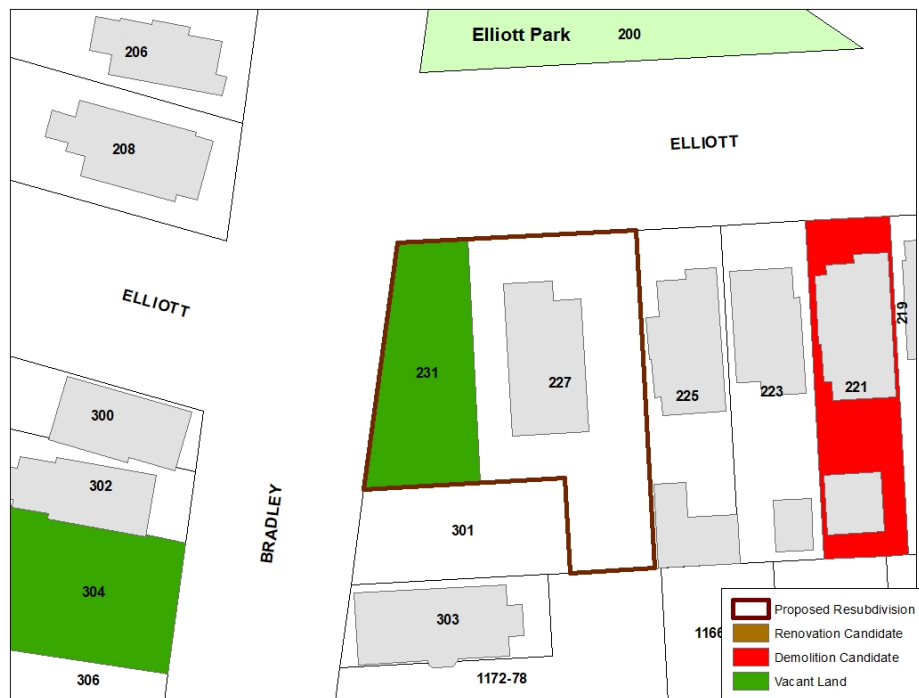 206
Elliott Park 200
208
ELLIOTT
ELLIOTT
219
231
227
225
223
221
300
302
BRADLEY
301
304
303
306
1172-78
1166
Proposed Resubdivision
Renovation Candidate
Demolition Candidate
Vacant Land